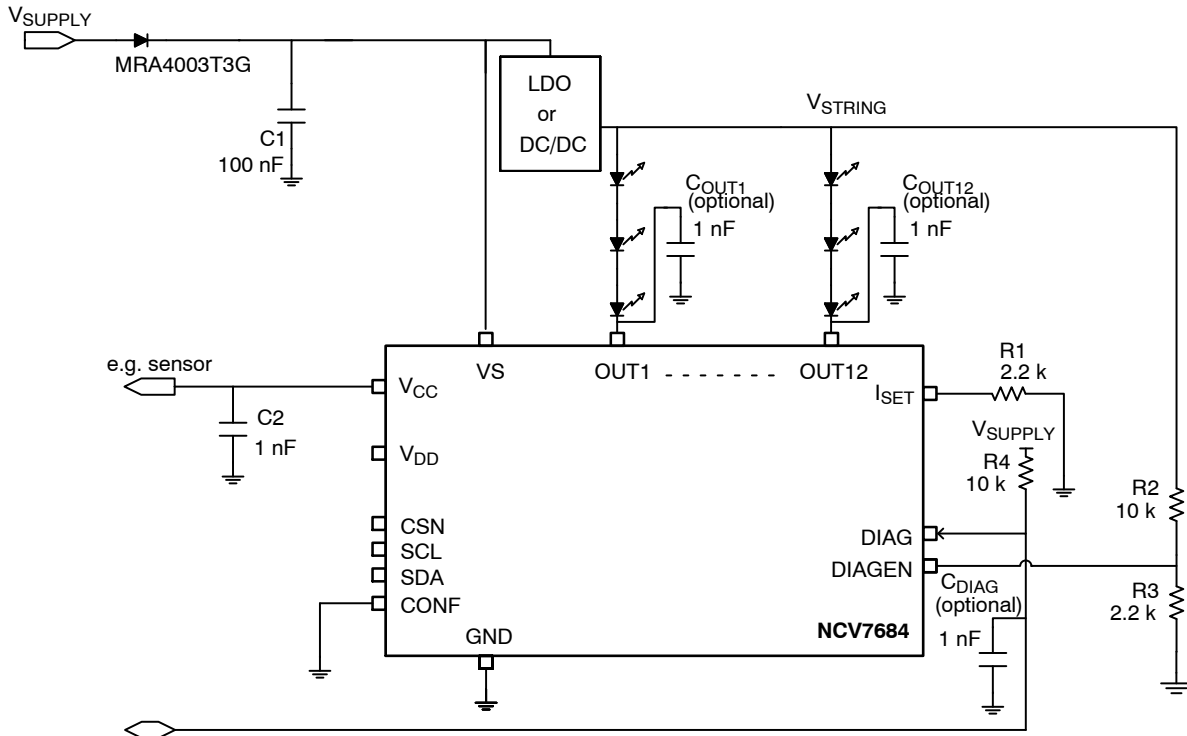 VSUPPLY
MRA4003T3G
C1
100 nF
LDO
or
DC/DC
VSTRING
COUT1
(optional)
1 nF
COUT12
(optional)
1 nF
e.g. sensor
C2
1 nF
VS
OUT1 - - - - - - - OUT12
VCC
VDD
CSN
SCL
SDA
CONF
GND
ISET
DIAG
DIAGEN
NCV7684
R1
2.2 k
VSUPPLY
R4
10 k
R2
10 k
R3
2.2 k
CDIAG
(optional)
1 nF